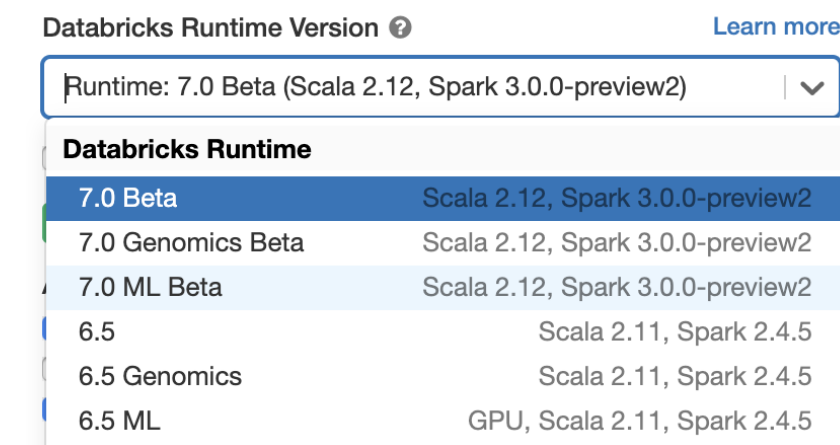 Databricks Runtime Version ? Learn more
Runtime: 7.0 Beta (Scala 2.12, Spark 3.0.0-preview2)
Databricks Runtime
7.0 Beta Scala 2.12, Spark 3.0.0-preview2
7.0 Genomics Beta Scala 2.12, Spark 3.0.0-preview2
7.0 ML Beta Scala 2.12, Spark 3.0.0-preview2
6.5 Scala 2.11, Spark 2.4.5
6.5 Genomics Scala 2.11, Spark 2.4.5
6.5 ML GPU, Scala 2.11, Spark 2.4.5